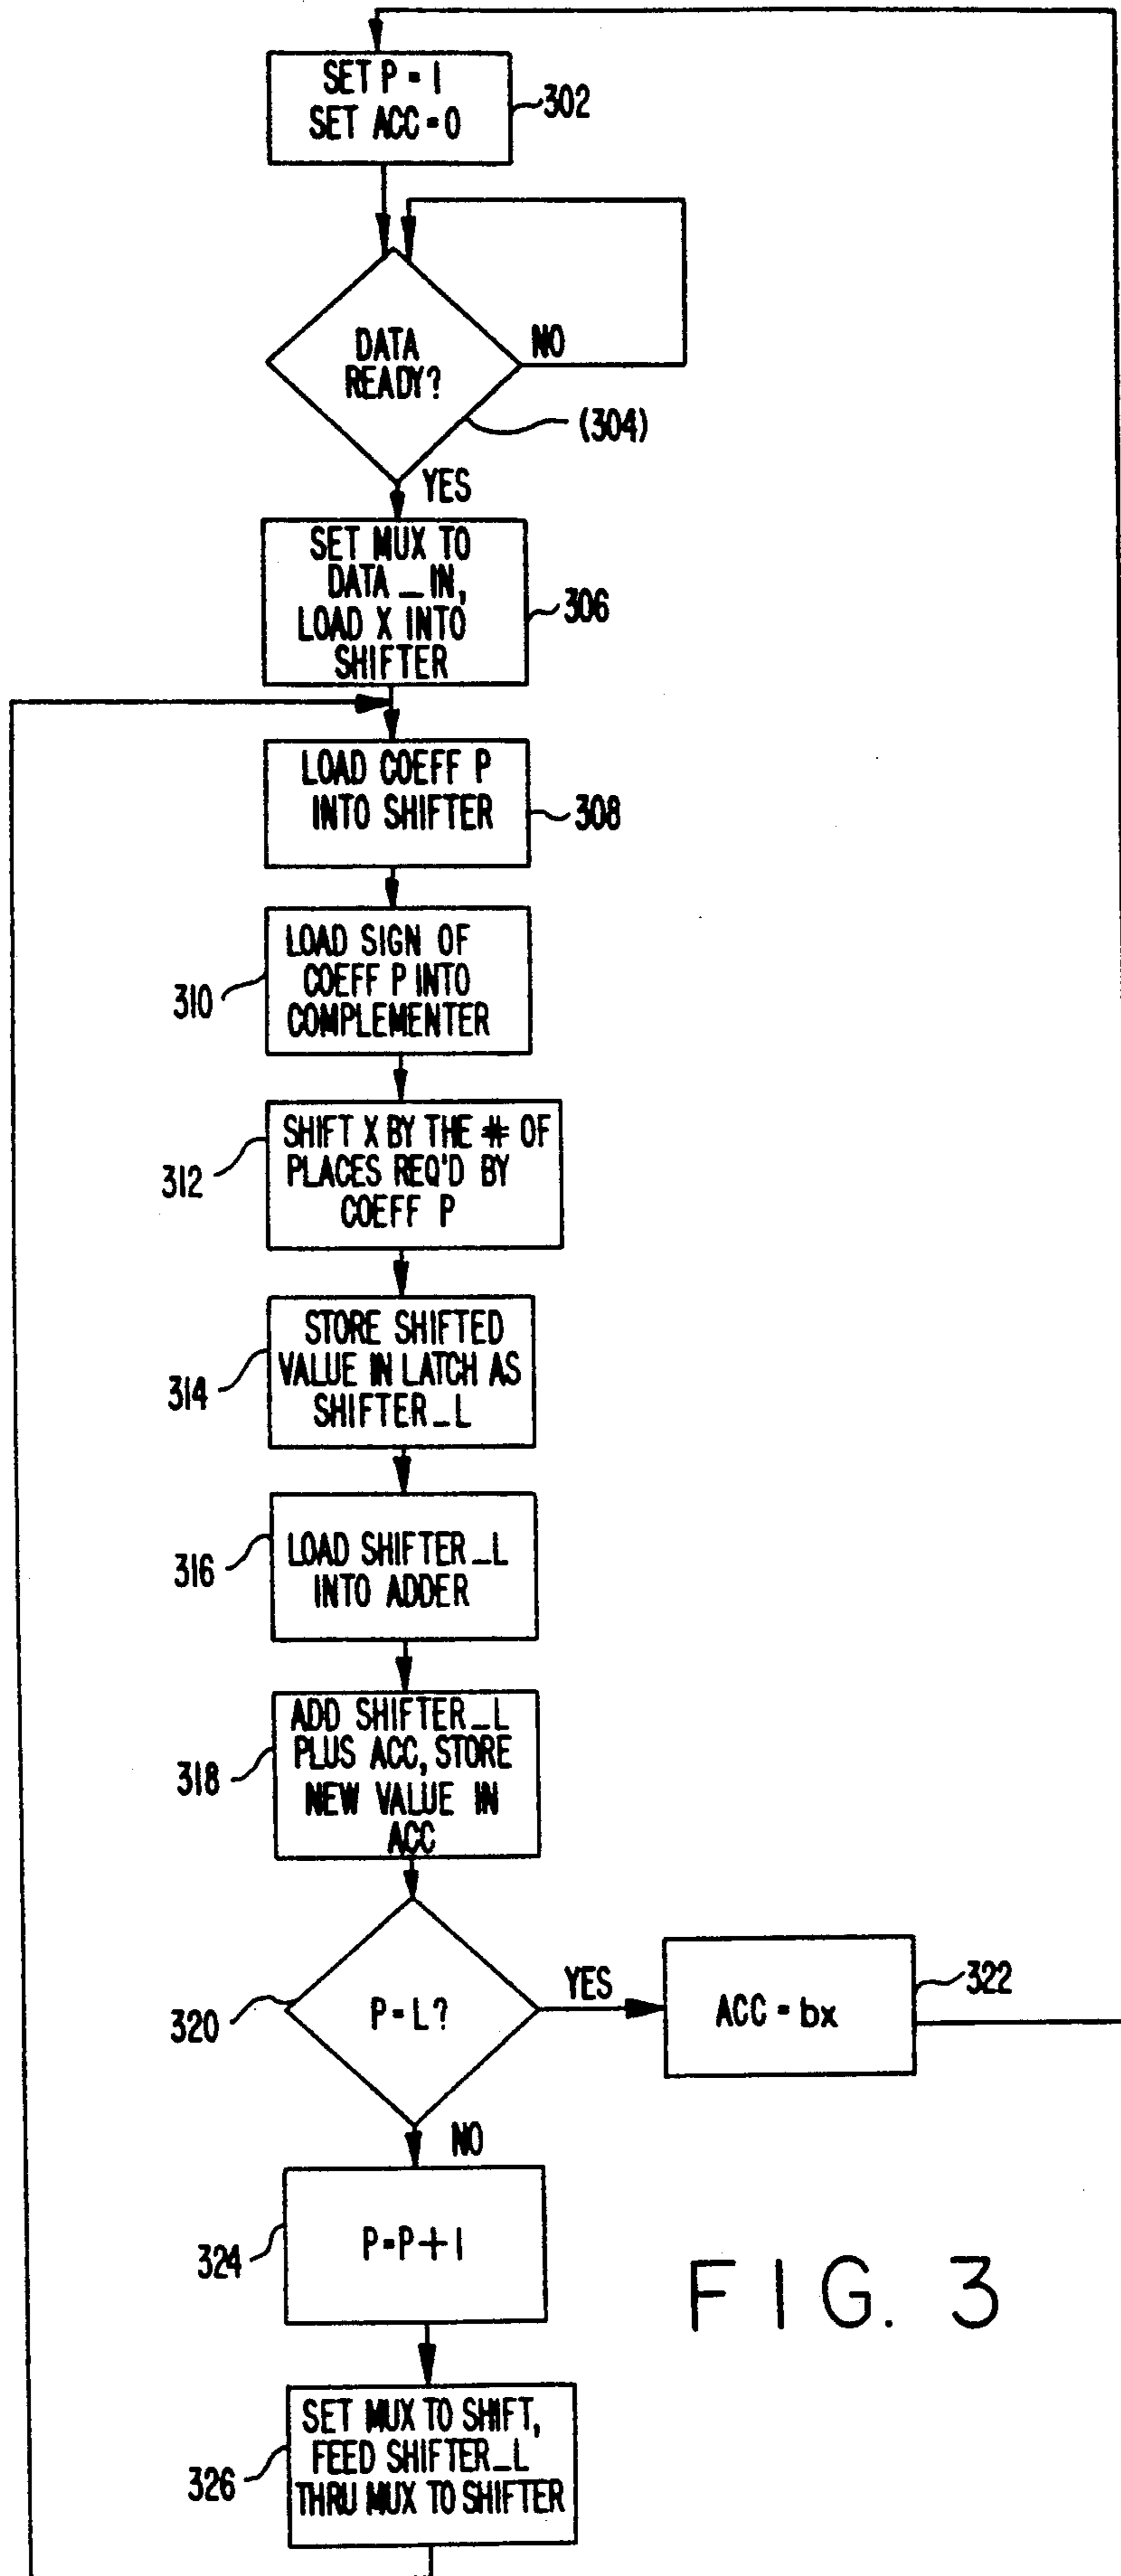 SET P = 1
SET ACC = 0
302
DATA
READY?
NO
(304)
YES
SET MUX TO
DATA _ IN,
LOAD X INTO
SHIFTER
306
LOAD COEFF P
INTO SHIFTER
308
LOAD SIGN OF
COEFF P INTO
COMPLEMENTER
310
SHIFT X BY THE # OF
PLACES REQ'D BY
COEFF P
312
STORE SHIFTED
VALUE IN LATCH AS
SHIFTER_L
314
LOAD SHIFTER_L
INTO ADDER
316
ADD SHIFTER_L
PLUS ACC, STORE
NEW VALUE IN
ACC
318
P = L?
320
YES
ACC = bx
322
NO
P=P+1
324
SET MUX TO SHIFT,
FEED SHIFTER_L
THRU MUX TO SHIFTER
326
FIG. 3